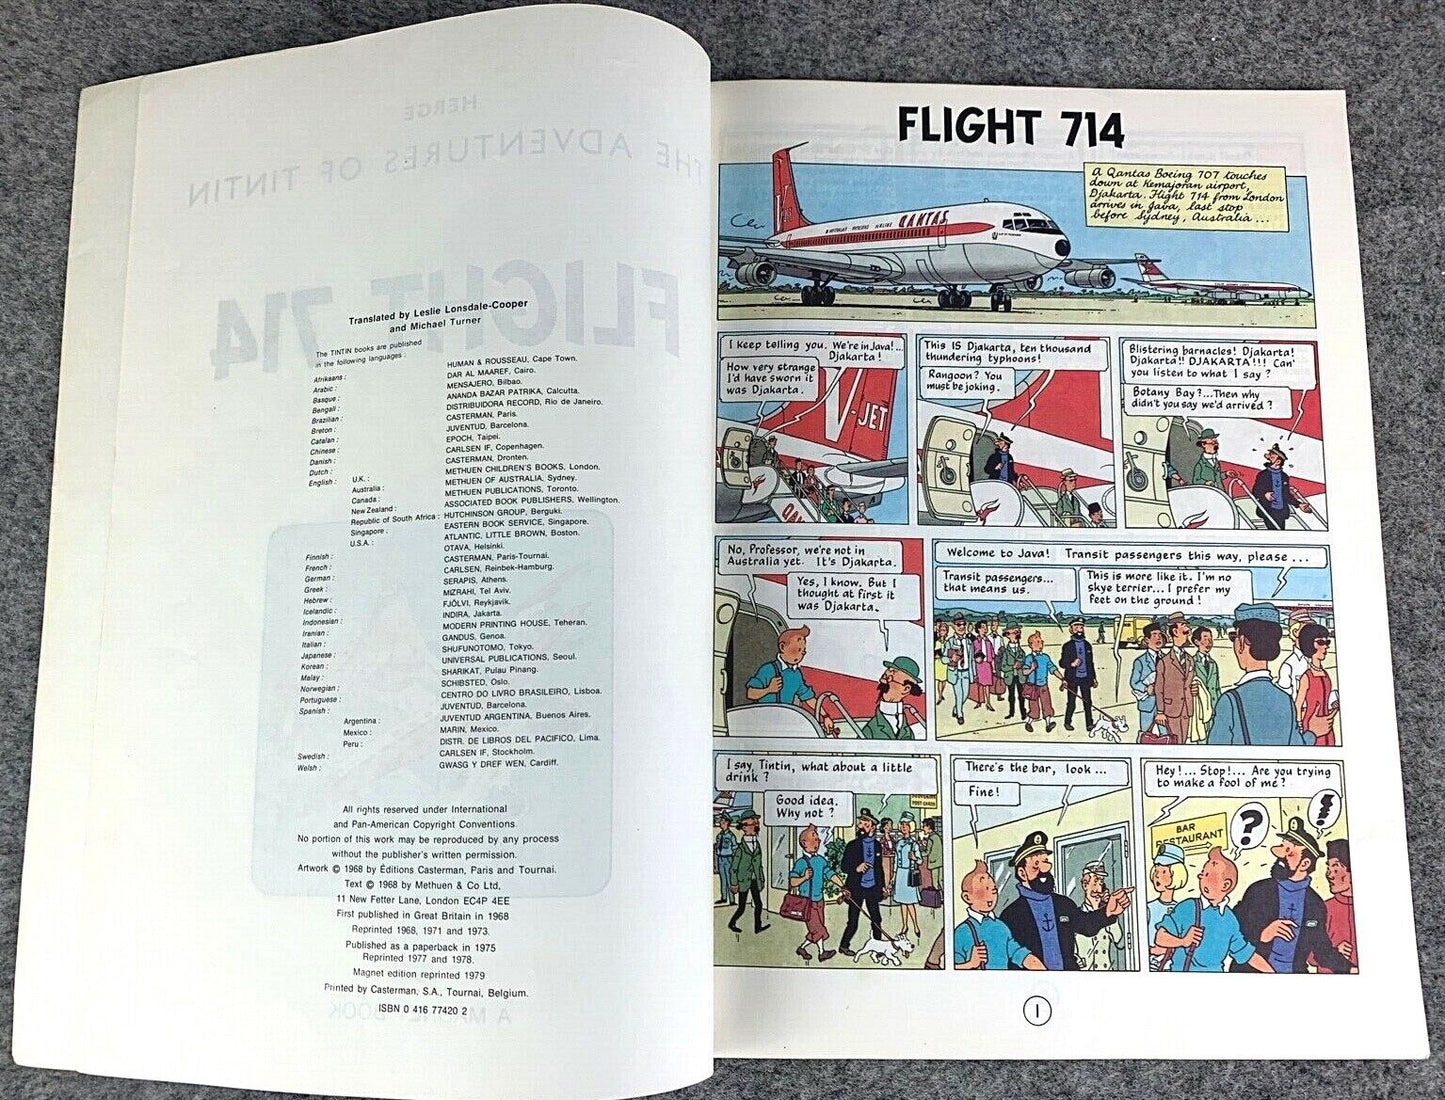 HERGÉ
THE ADVENTURES OF TINTIN
FLIGHT 714
Translated by Leslie Lonsdale-Cooper
and Michael Turner
The TINTIN books are published
in the following languages :
Afrikaans : HUMAN & ROUSSEAU, Cape Town.
Arabic : DAR AL MAAREF, Cairo.
Basque : MENSAJERO, Bilbao.
Bengali : ANANDA BAZAR PATRIKA, Calcutta.
Brazilian : DISTRIBUIDORA RECORD, Rio de Janeiro.
Breton : CASTERMAN, Paris.
Catalan : JUVENTUD, Barcelona.
Chinese : EPOCH, Taipei.
Danish : CARLSEN IF, Copenhagen.
Dutch : CASTERMAN, Dronten.
English : U.K. : METHUEN CHILDREN'S BOOKS, London.
Australia : METHUEN OF AUSTRALIA, Sydney.
Canada : METHUEN PUBLICATIONS, Toronto.
New Zealand : ASSOCIATED BOOK PUBLISHERS, Wellington.
Republic of South Africa : HUTCHINSON GROUP, Berguki.
Singapore : EASTERN BOOK SERVICE, Singapore.
U.S.A. : ATLANTIC, LITTLE BROWN, Boston.
Finnish : OTAVA, Helsinki.
French : CASTERMAN, Paris-Tournai.
German : CARLSEN, Reinbek-Hamburg.
Greek : SERAPIS, Athens.
Hebrew : MIZRAHI, Tel Aviv.
Icelandic : FJÖLVI, Reykjavik.
Indonesian : INDIRA, Jakarta.
Iranian : MODERN PRINTING HOUSE, Teheran.
Italian : GANDUS, Genoa.
Japanese : SHUFUNOTOMO, Tokyo.
Korean : UNIVERSAL PUBLICATIONS, Seoul.
Malay : SHARIKAT, Pulau Pinang.
Norwegian : SCHIBSTED, Oslo.
Portuguese : CENTRO DO LIVRO BRASILEIRO, Lisboa.
Spanish : JUVENTUD, Barcelona.
Argentina : JUVENTUD ARGENTINA, Buenos Aires.
Mexico : MARIN, Mexico.
Peru : DISTR. DE LIBROS DEL PACIFICO, Lima.
Swedish : CARLSEN IF, Stockholm.
Welsh : GWASG Y DREF WEN, Cardiff.
All rights reserved under International
and Pan-American Copyright Conventions
No portion of this work may be reproduced by any process
without the publisher's written permission.
Artwork © 1968 by Éditions Casterman, Paris and Tournai.
Text © 1968 by Methuen & Co Ltd,
11 New Fetter Lane, London EC4P 4EE
First published in Great Britain in 1968
Reprinted 1968, 1971 and 1973.
Published as a paperback in 1975
Reprinted 1977 and 1978.
Magnet edition reprinted 1979
Printed by Casterman, S.A., Tournai, Belgium.
ISBN 0 416 77420 2
A MAGNET BOOK
FLIGHT 714
A Qantas Boeing 707 touches
down at Kemajoran airport,
Djakarta. Flight 714 from London
arrives in Java, last stop
before Sydney, Australia ...
QANTAS
I keep telling you. We're in Java!...
Djakarta!
How very strange
I'd have sworn it
was Djakarta.
V-JET
QAN
This IS Djakarta, ten thousand
thundering typhoons!
Rangoon? You
must be joking.
Blistering barnacles! Djakarta!
Djakarta!! DJAKARTA!!! Can'
you listen to what I say?
Botany Bay?...Then why
didn't you say we'd arrived?
No, Professor, we're not in
Australia yet. It's Djakarta.
Yes, I know. But I
thought at first it
was Djakarta.
Welcome to Java! Transit passengers this way, please ...
Transit passengers...
that means us.
This is more like it. I'm no
skye terrier... I prefer my
feet on the ground!
I say, Tintin, what about a little
drink?
Good idea.
Why not?
POST CARDS
There's the bar, look ...
Fine!
Hey!... Stop!... Are you trying
to make a fool of me?
BAR
RESTAURANT
?
!
1